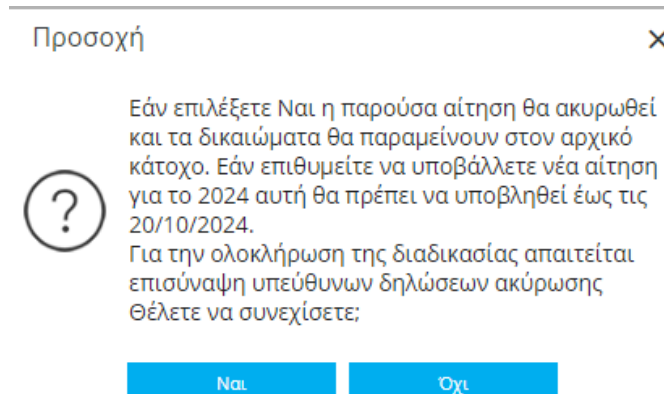 Προσοχή
Εάν επιλέξετε Ναι η παρούσα αίτηση θα ακυρωθεί
και τα δικαιώματα θα παραμείνουν στον αρχικό
κάτοχο. Εάν επιθυμείτε να υποβάλλετε νέα αίτηση
για το 2024 αυτή θα πρέπει να υποβληθεί έως τις
20/10/2024.
Για την ολοκλήρωση της διαδικασίας απαιτείται
επισύναψη υπεύθυνων δηλώσεων ακύρωσης
Θέλετε να συνεχίσετε;
Ναι
Όχι